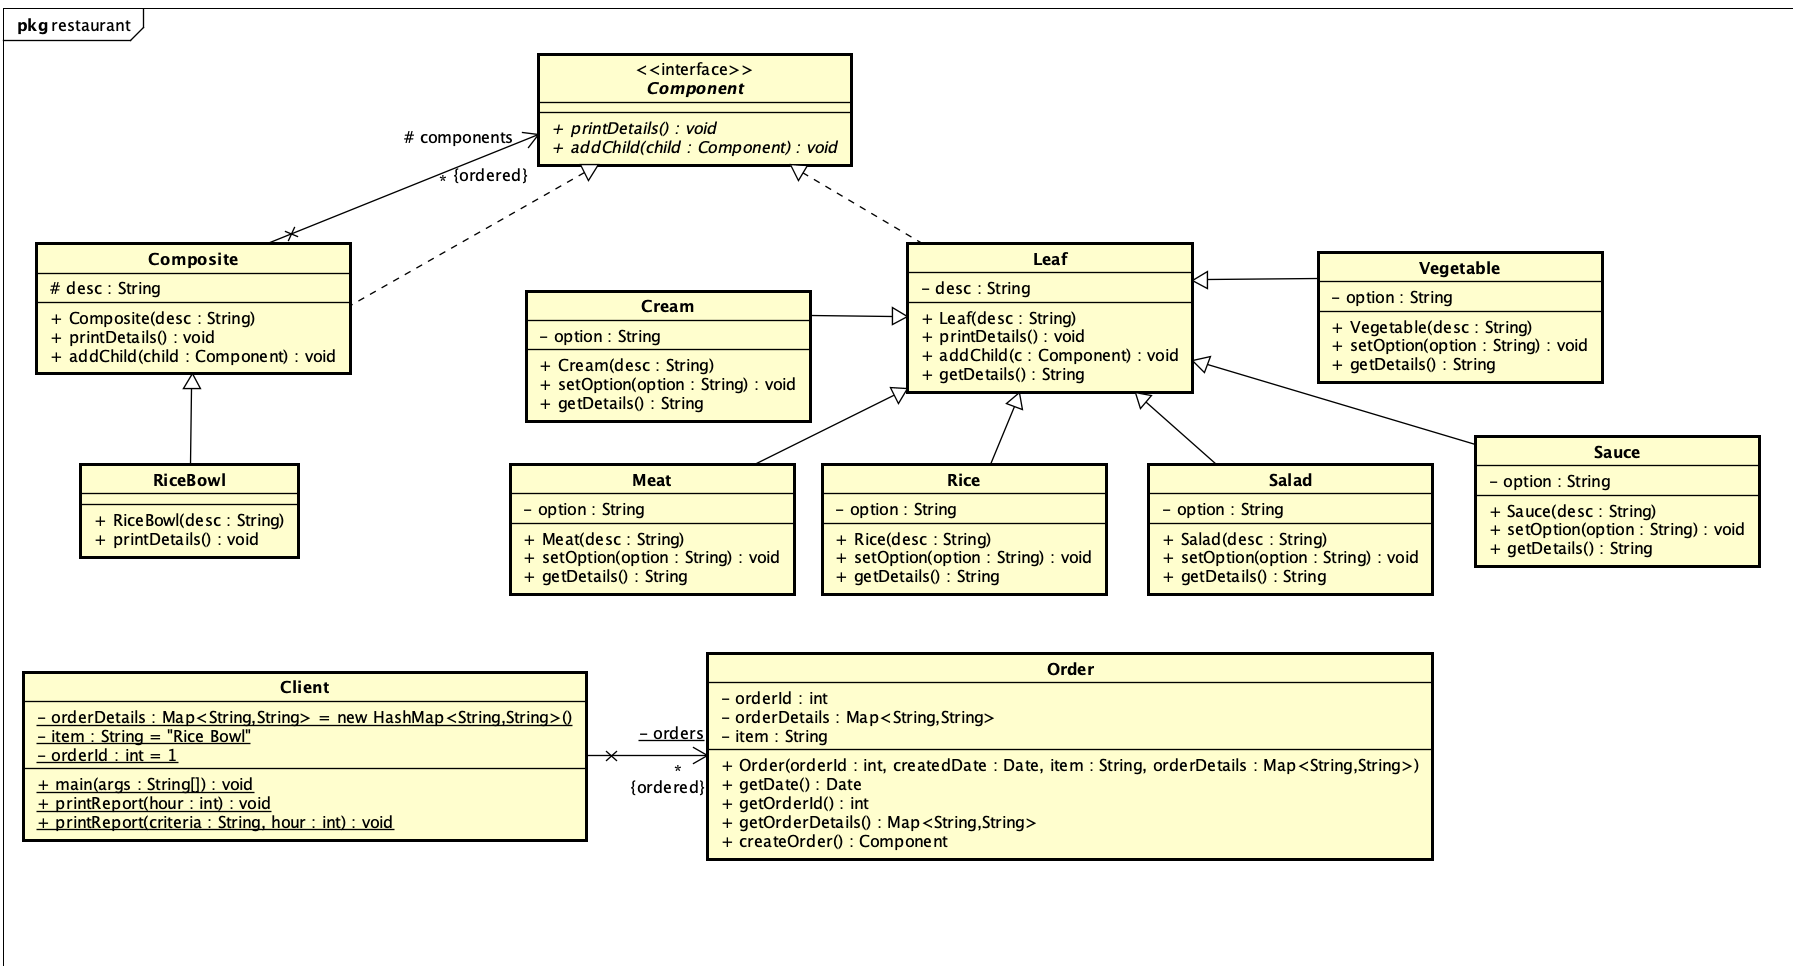 pkg restaurant
<<interface>>
Component
+ printDetails() : void
+ addChild(child : Component) : void
# components
* {ordered}
Composite
# desc : String
+ Composite(desc : String)
+ printDetails() : void
+ addChild(child : Component) : void
Leaf
– desc : String
+ Leaf(desc : String)
+ printDetails() : void
+ addChild(c : Component) : void
+ getDetails() : String
Vegetable
– option : String
+ Vegetable(desc : String)
+ setOption(option : String) : void
+ getDetails() : String
Cream
– option : String
+ Cream(desc : String)
+ setOption(option : String) : void
+ getDetails() : String
RiceBowl
+ RiceBowl(desc : String)
+ printDetails() : void
Meat
– option : String
+ Meat(desc : String)
+ setOption(option : String) : void
+ getDetails() : String
Rice
– option : String
+ Rice(desc : String)
+ setOption(option : String) : void
+ getDetails() : String
Salad
– option : String
+ Salad(desc : String)
+ setOption(option : String) : void
+ getDetails() : String
Sauce
– option : String
+ Sauce(desc : String)
+ setOption(option : String) : void
+ getDetails() : String
Client
– orderDetails : Map<String,String> = new HashMap<String,String>()
– item : String = "Rice Bowl"
– orderId : int = 1
+ main(args : String[]) : void
+ printReport(hour : int) : void
+ printReport(criteria : String, hour : int) : void
– orders
*
{ordered}
Order
– orderId : int
– orderDetails : Map<String,String>
– item : String
+ Order(orderId : int, createdDate : Date, item : String, orderDetails : Map<String,String>)
+ getDate() : Date
+ getOrderId() : int
+ getOrderDetails() : Map<String,String>
+ createOrder() : Component